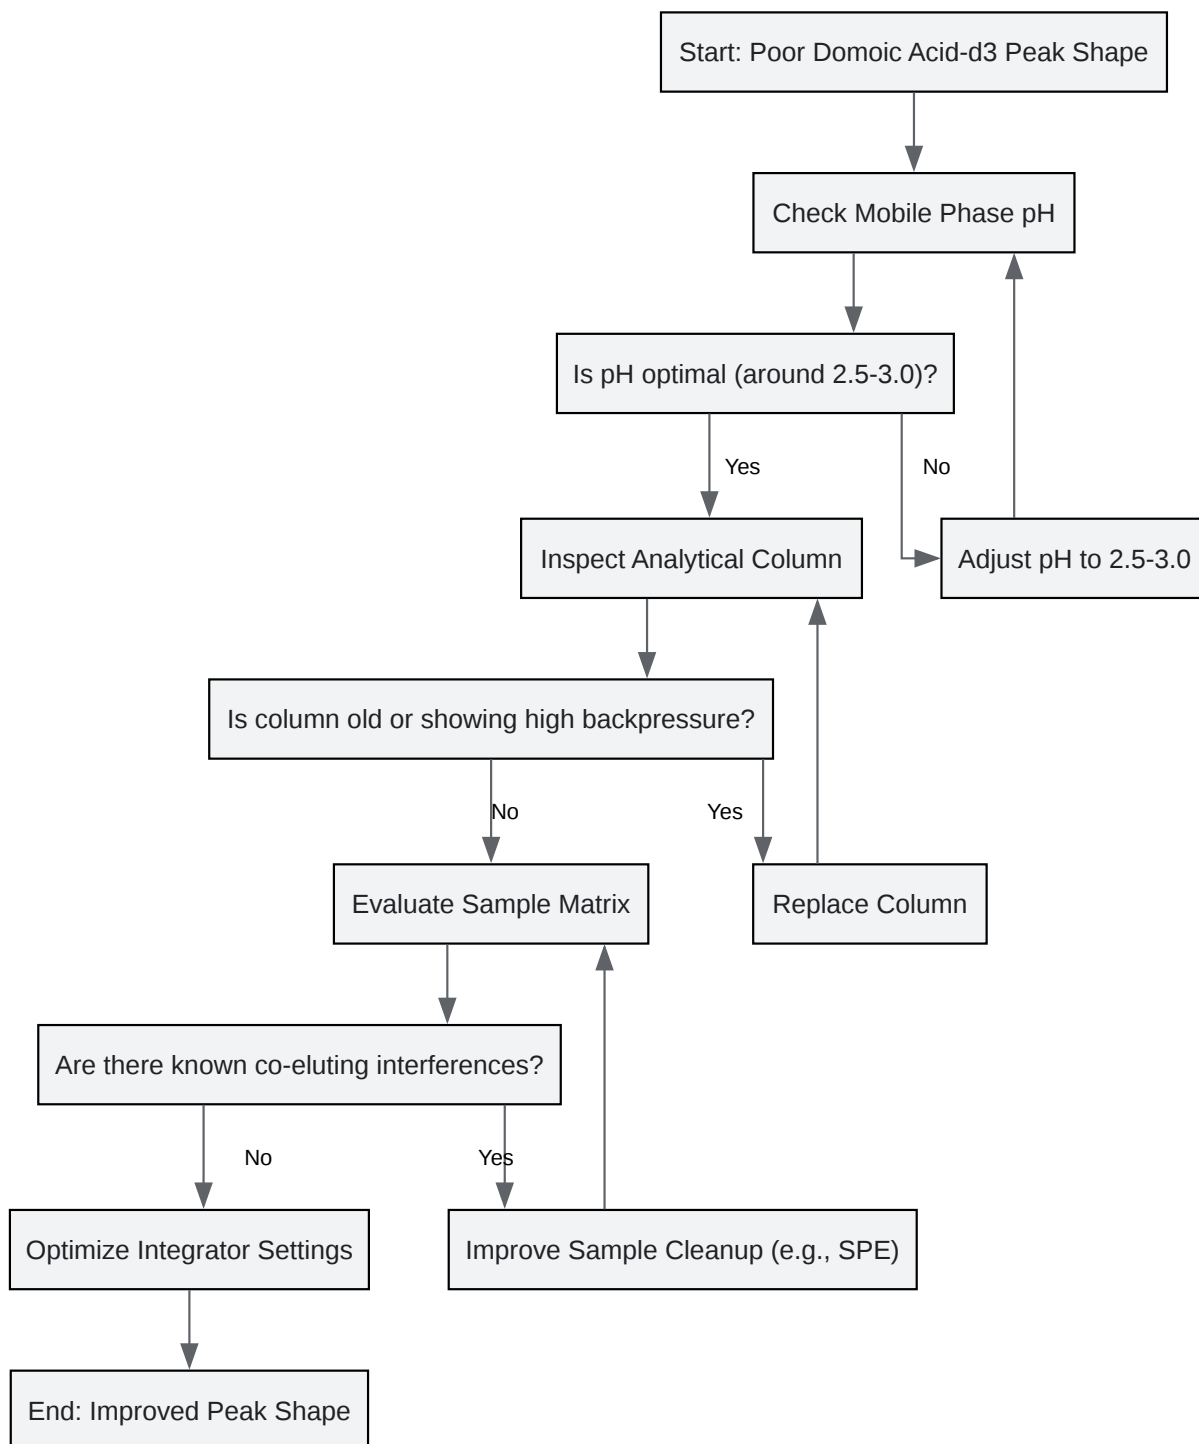 Start: Poor Domoic Acid-d3 Peak Shape
Check Mobile Phase pH
Is pH optimal (around 2.5-3.0)?
Yes
No
Inspect Analytical Column
Adjust pH to 2.5-3.0
Is column old or showing high backpressure?
No
Yes
Evaluate Sample Matrix
Replace Column
Are there known co-eluting interferences?
No
Yes
Optimize Integrator Settings
Improve Sample Cleanup (e.g., SPE)
End: Improved Peak Shape